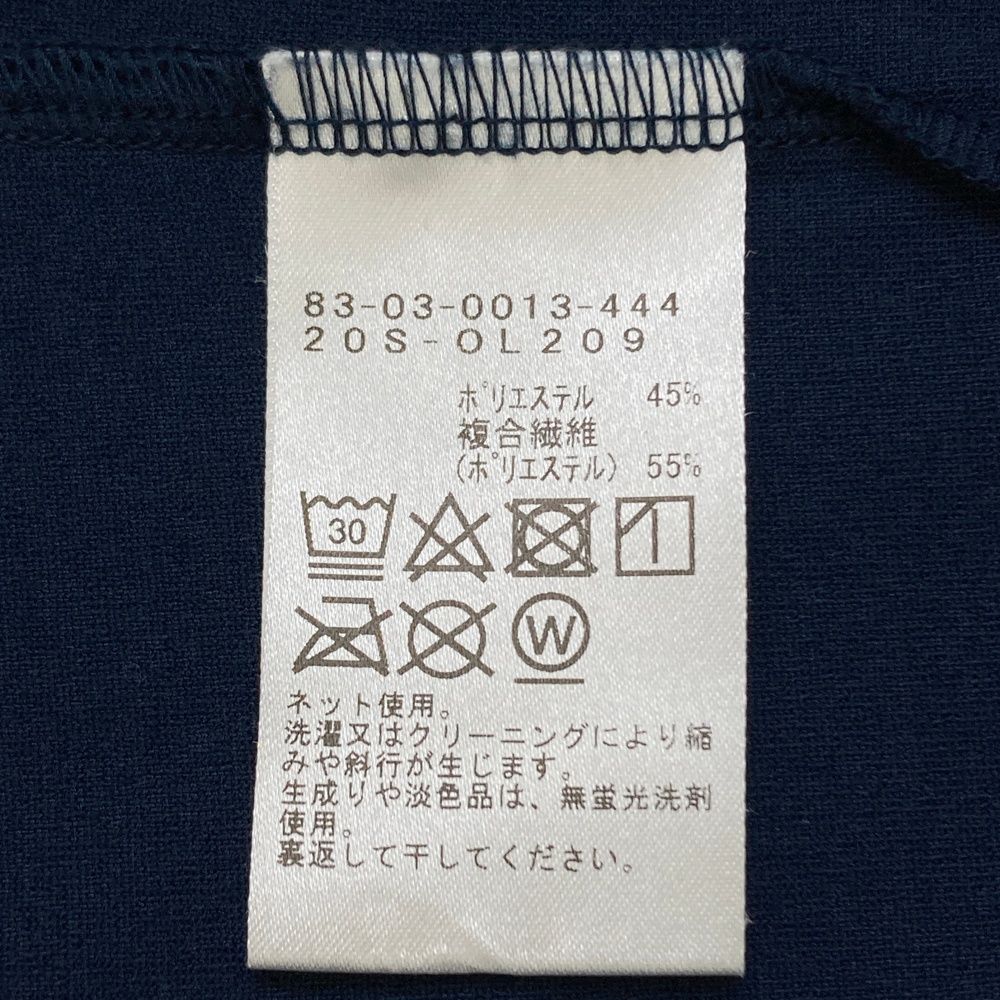 83-03-0013-444
20S-OL209
ﾎﾟﾘｴｽﾃﾙ 45%
複合繊維
(ﾎﾟﾘｴｽﾃﾙ) 55%
30
W
ネット使用。
洗濯又はクリーニングにより縮
みや斜行が生じます。
生成りや淡色品は、無蛍光洗剤
使用。
裏返して干してください。